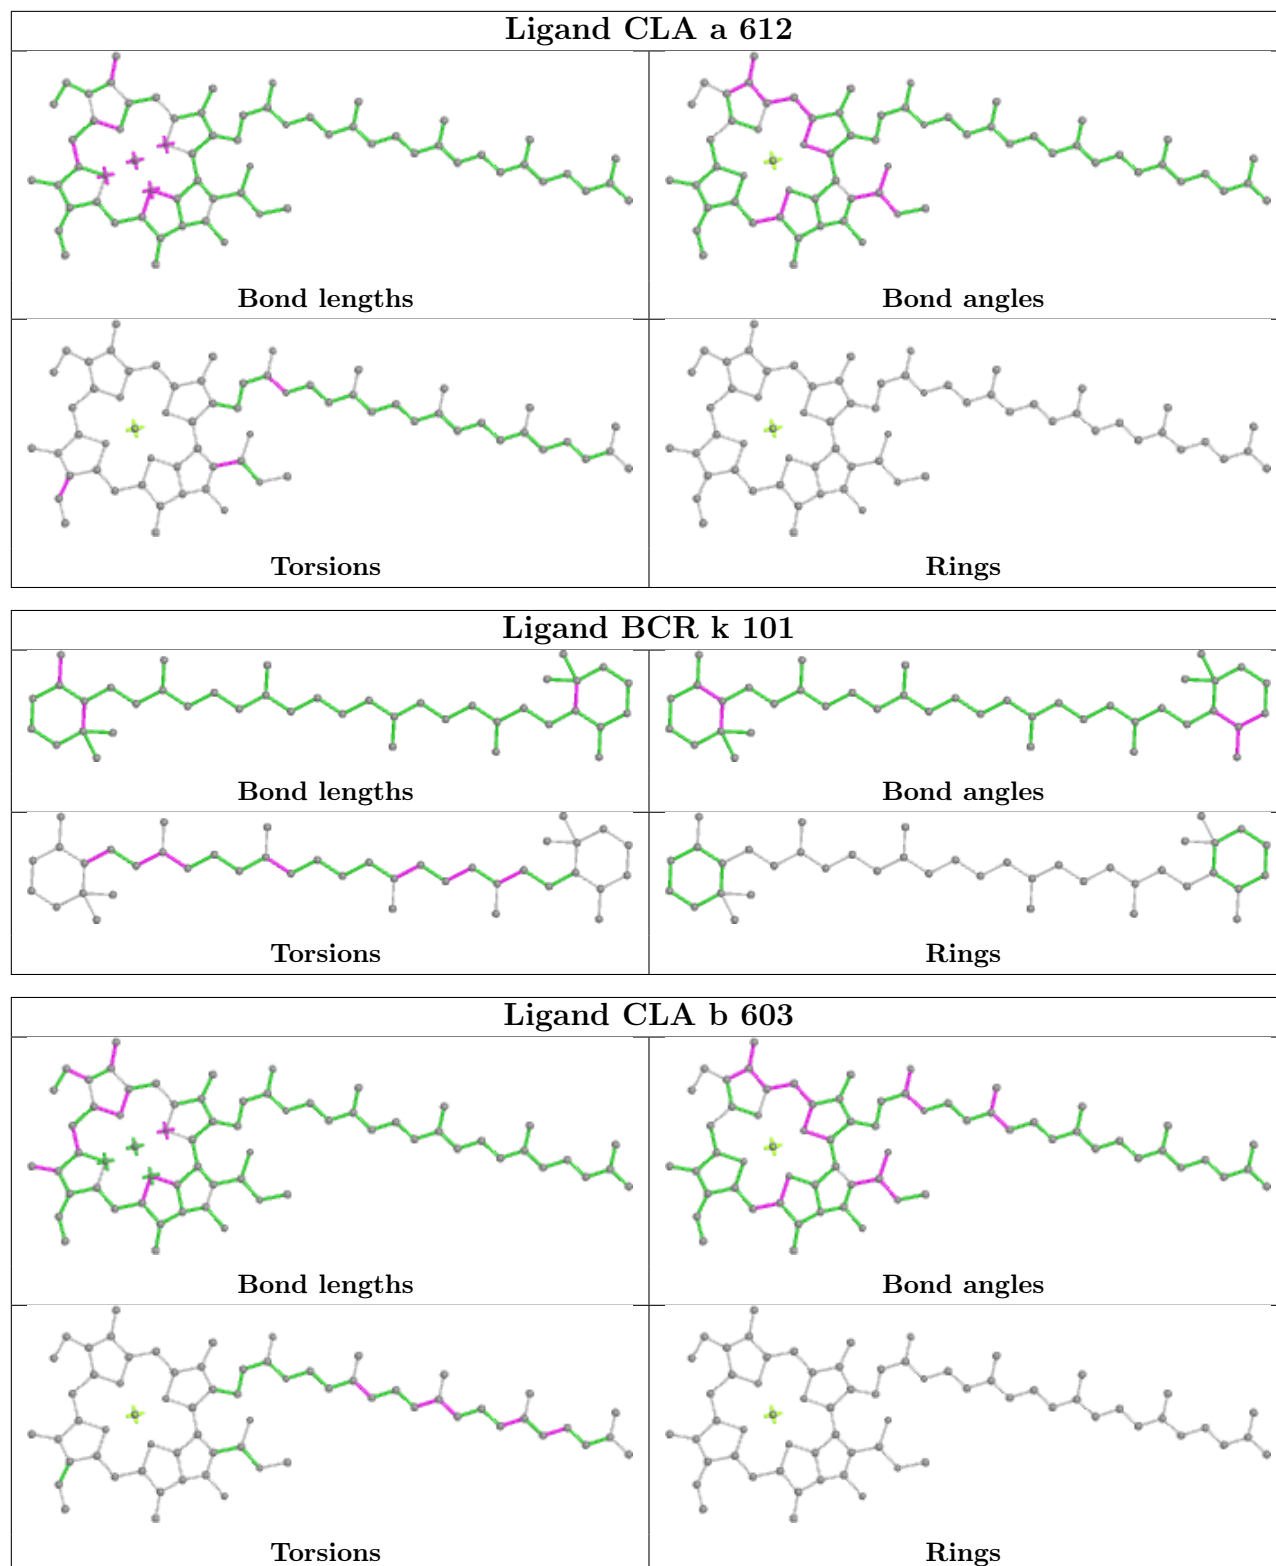 Ligand CLA a 612
Bond lengths
Bond angles
Torsions
Rings
Ligand BCR k 101
Bond lengths
Bond angles
Torsions
Rings
Ligand CLA b 603
Bond lengths
Bond angles
Torsions
Rings